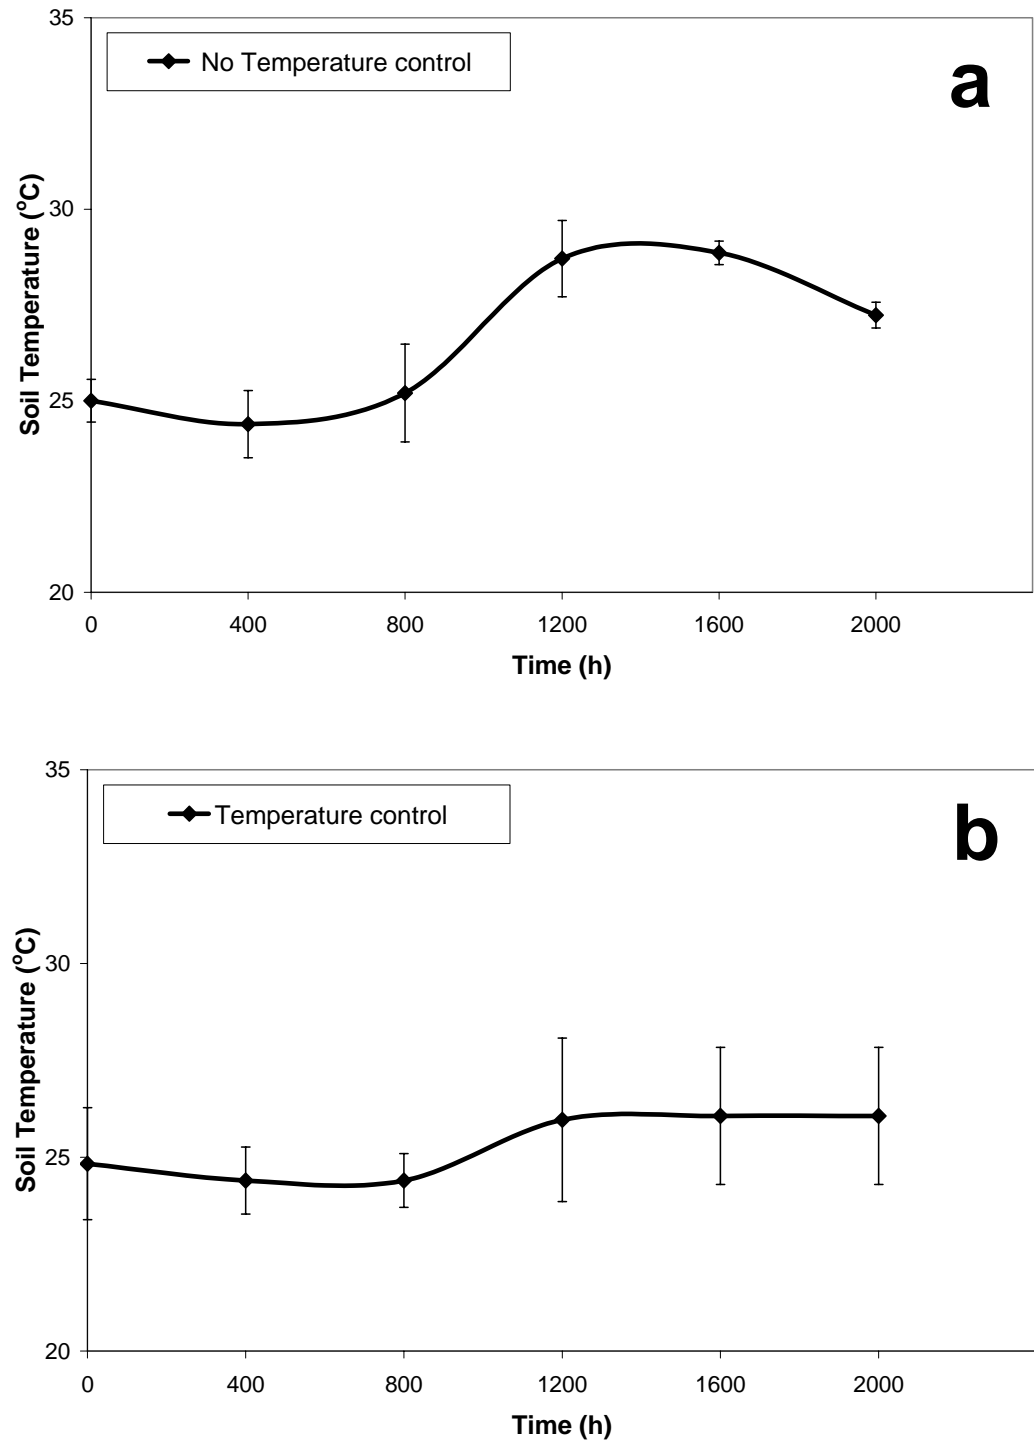 35
No Temperature control
a
30
25
20
Soil Temperature (°C)
0 400 800 1200 1600 2000
Time (h)
35
Temperature control
b
30
25
20
Soil Temperature (°C)
0 400 800 1200 1600 2000
Time (h)